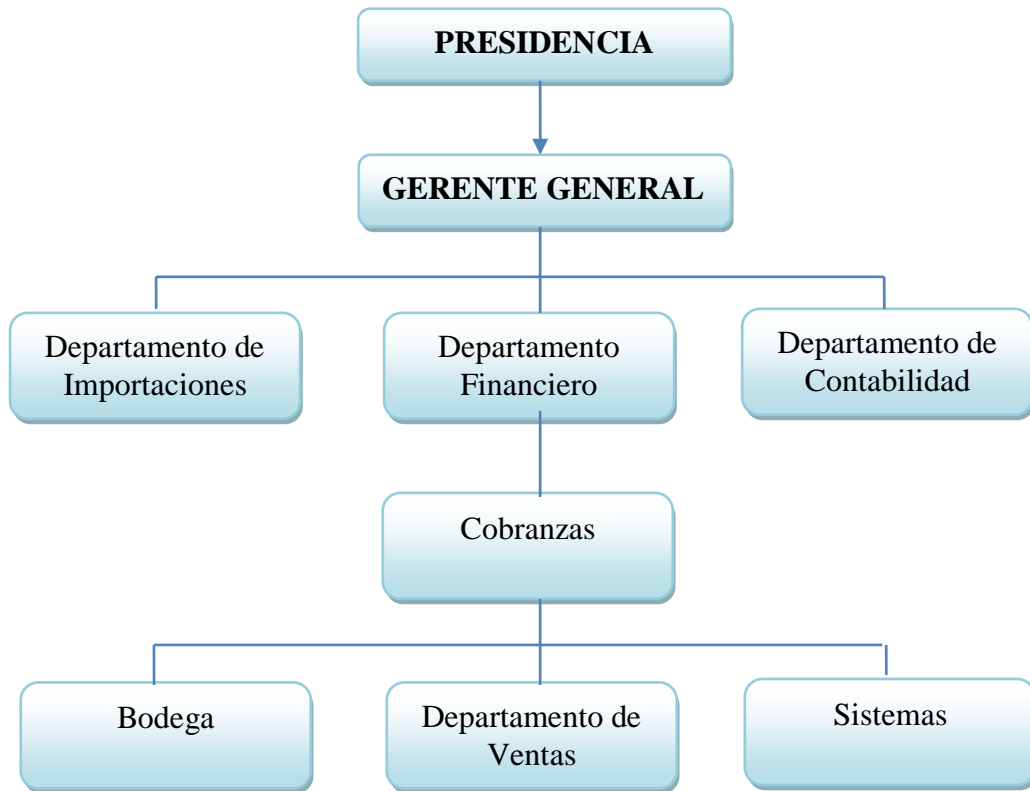 PRESIDENCIA
GERENTE GENERAL
Departamento de
Importaciones
Departamento
Financiero
Departamento de
Contabilidad
Cobranzas
Bodega
Departamento de
Ventas
Sistemas